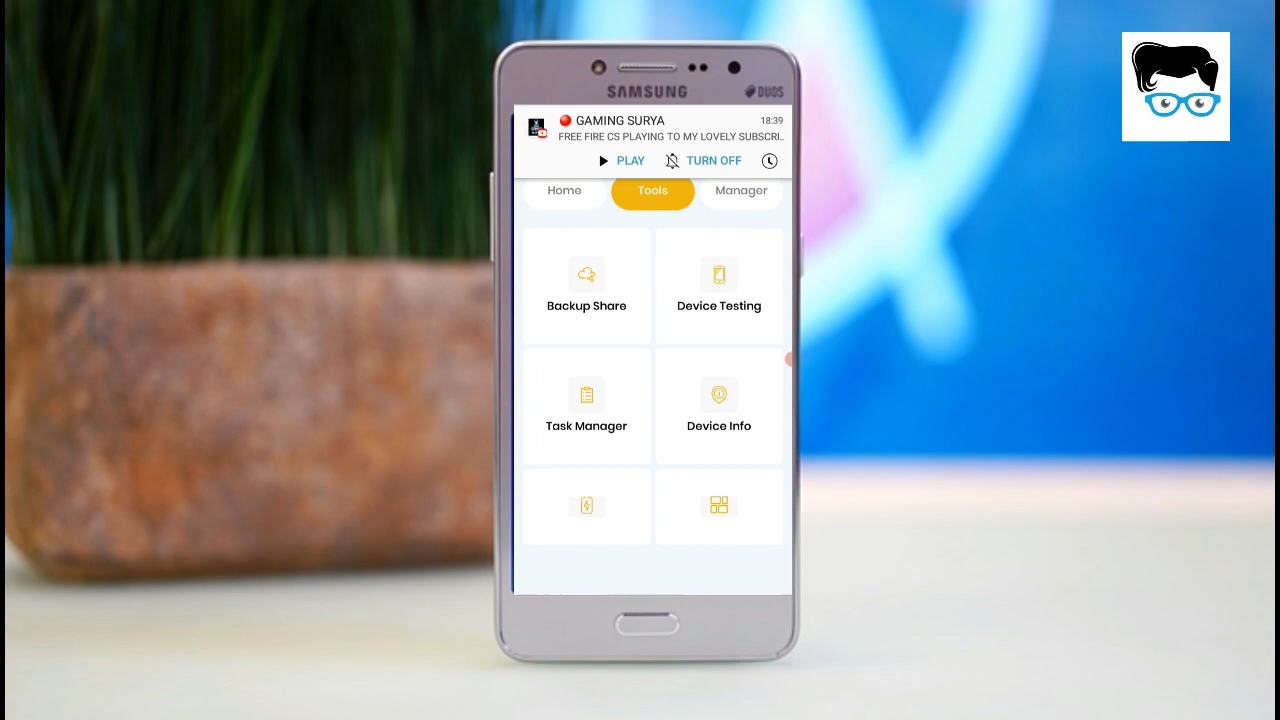 SAMSUNG
DUOS
GAMING SURYA
18:39
FREE FIRE CS PLAYING TO MY LOVELY SUBSCRI..
PLAY
TURN OFF
Home
Tools
Manager
Backup Share
Device Testing
Task Manager
Device Info